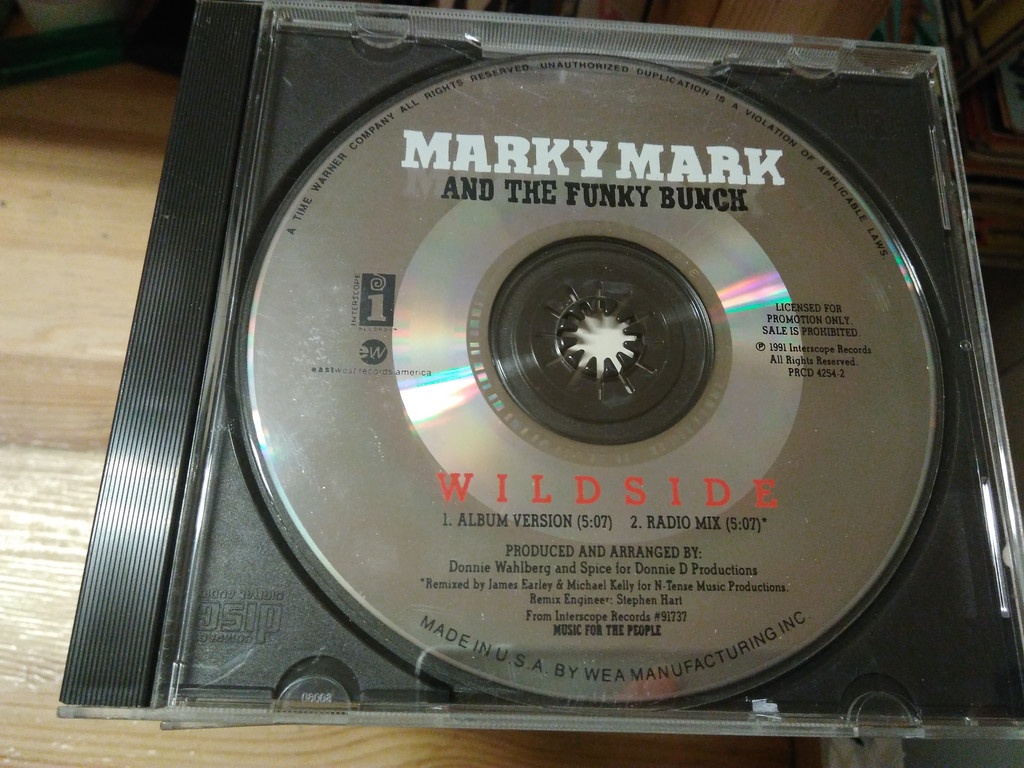 A TIME WARNER COMPANY ALL RIGHTS RESERVED. UNAUTHORIZED DUPLICATION IS A VIOLATION OF APPLICABLE LAWS
MARKY MARK
AND THE FUNKY BUNCH
INTERSCOPE
i
RECORDS
ew
eastwest records america
LICENSED FOR
PROMOTION ONLY.
SALE IS PROHIBITED.
℗ 1991 Interscope Records
All Rights Reserved.
PRCD 4254-2
WILDSIDE
1. ALBUM VERSION (5:07) 2. RADIO MIX (5:07)*
PRODUCED AND ARRANGED BY:
Donnie Wahlberg and Spice for Donnie D Productions
*Remixed by James Earley & Michael Kelly for N-Tense Music Productions.
Remix Engineer: Stephen Hart
From Interscope Records #91737
MUSIC FOR THE PEOPLE
MADE IN U.S.A. BY WEA MANUFACTURING INC.
disc